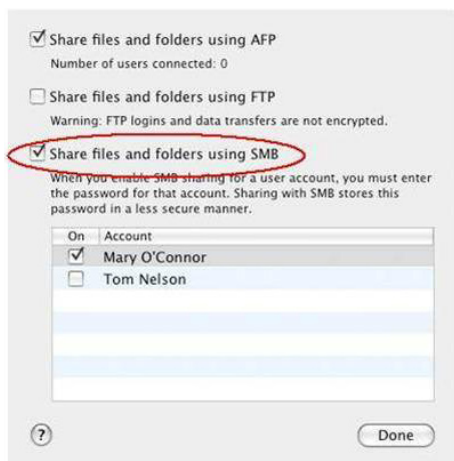 Share files and folders using AFP
Number of users connected: 0
Share files and folders using FTP
Warning: FTP logins and data transfers are not encrypted.
Share files and folders using SMB
When you enable SMB sharing for a user account, you must enter
the password for that account. Sharing with SMB stores this
password in a less secure manner.
On Account
Mary O'Connor
Tom Nelson
? Done